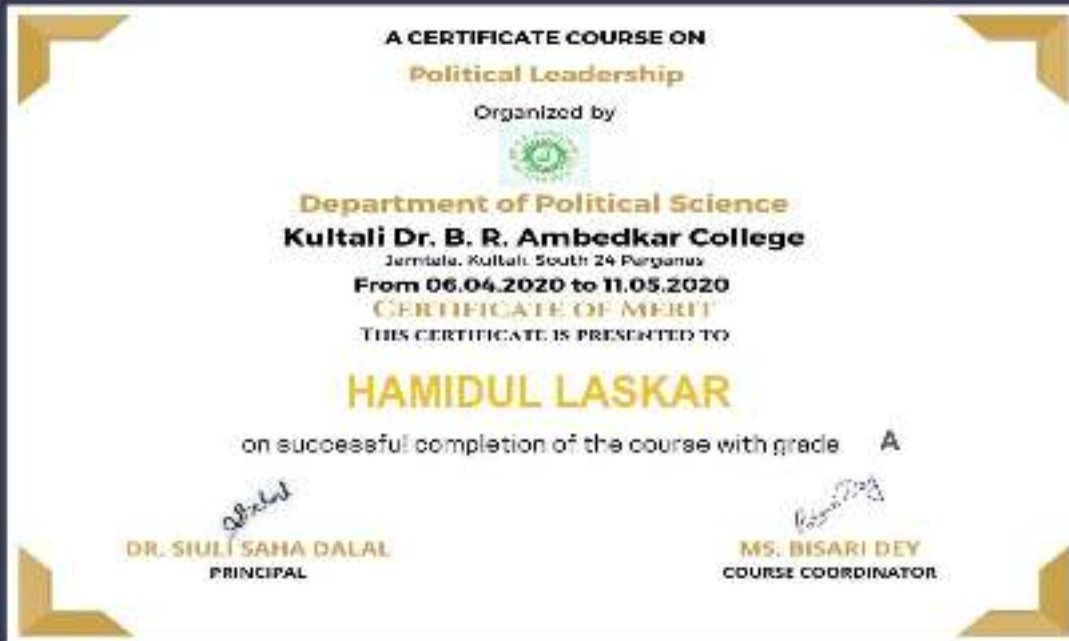 A CERTIFICATE COURSE ON
Political Leadership
Organized by
Department of Political Science
Kultali Dr. B. R. Ambedkar College
Jamtala, Kultali, South 24 Parganas
From 06.04.2020 to 11.05.2020
CERTIFICATE OF MERIT
THIS CERTIFICATE IS PRESENTED TO
HAMIDUL LASKAR
on successful completion of the course with grade A
DR. SIULI SAHA DALAL
MS. BISARI DEY
PRINCIPAL
COURSE COORDINATOR